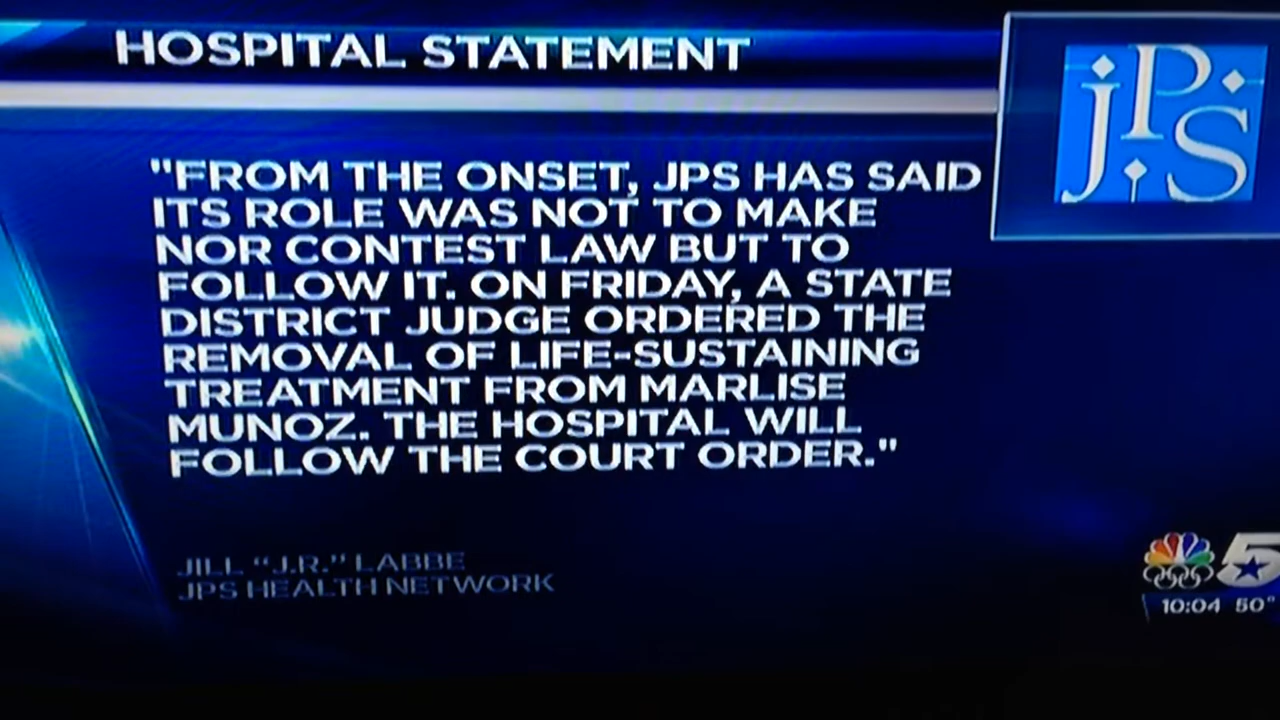 HOSPITAL STATEMENT
JPS
"FROM THE ONSET, JPS HAS SAID
ITS ROLE WAS NOT TO MAKE
NOR CONTEST LAW BUT TO
FOLLOW IT. ON FRIDAY, A STATE
DISTRICT JUDGE ORDERED THE
REMOVAL OF LIFE-SUSTAINING
TREATMENT FROM MARLISE
MUNOZ. THE HOSPITAL WILL
FOLLOW THE COURT ORDER."
JILL "J.R." LABBE
JPS HEALTH NETWORK
5
10:04 50°